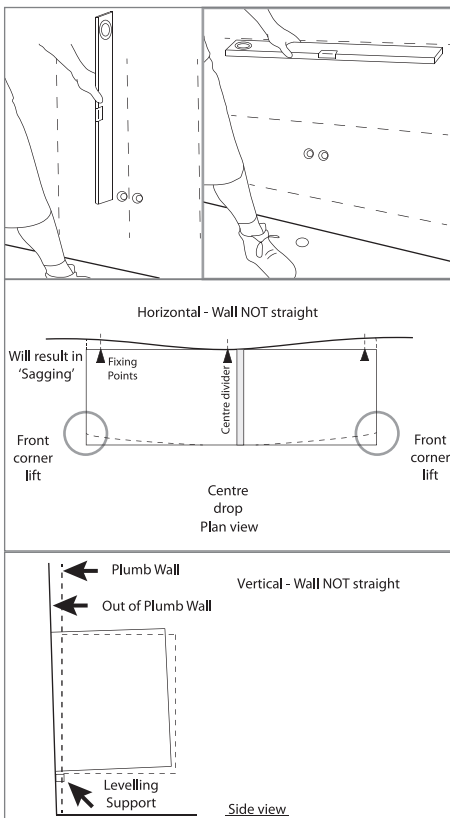 Horizontal - Wall NOT straight
Will result in
'Sagging'
Fixing
Points
Centre divider
Front
corner
lift
Front
corner
lift
Centre
drop
Plan view
Plumb Wall
Vertical - Wall NOT straight
Out of Plumb Wall
Levelling
Support
Side view